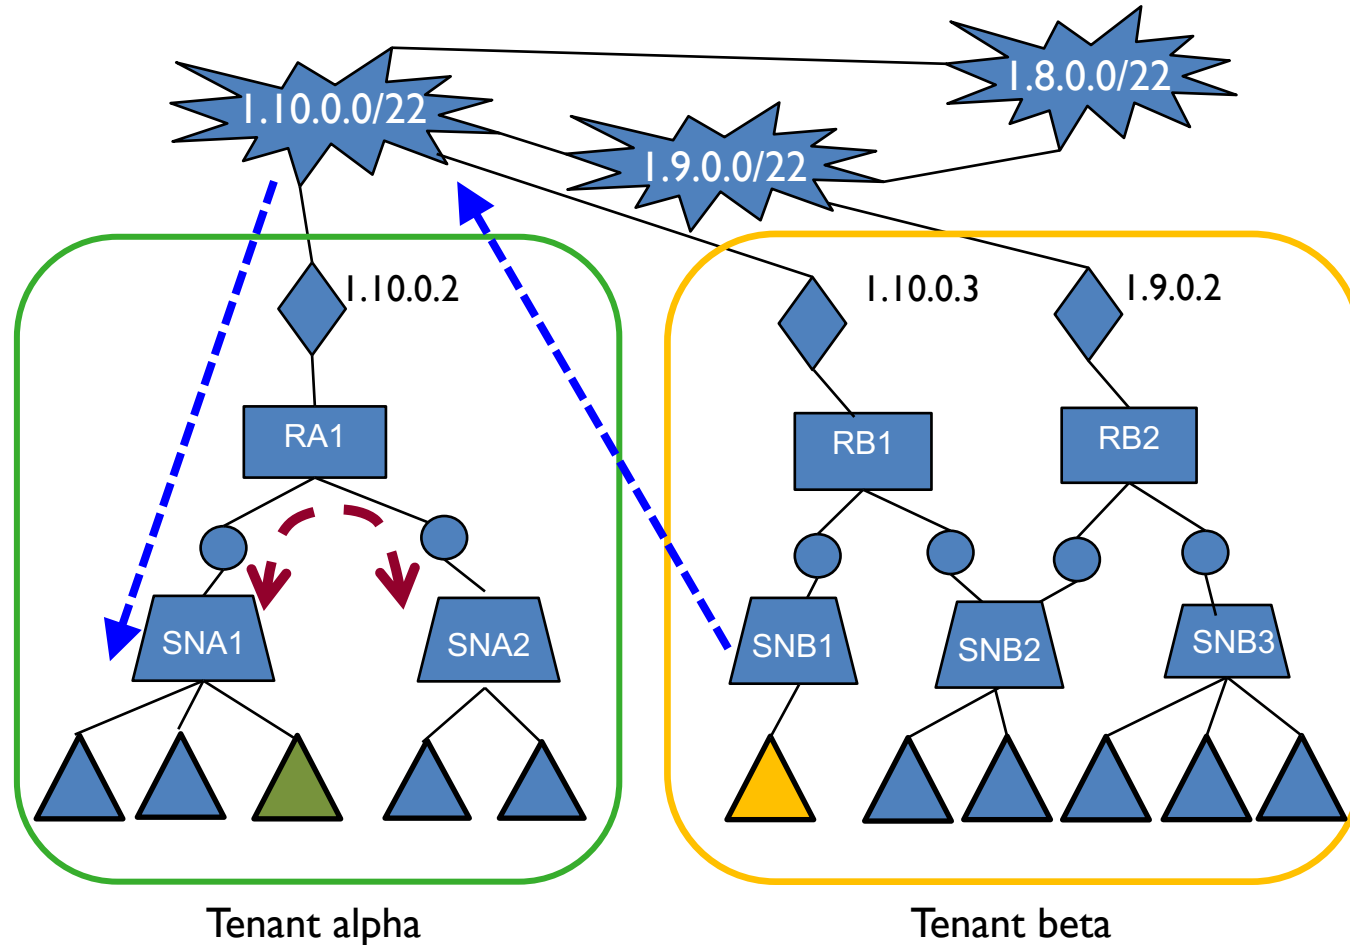 1.8.0.0/22
1.10.0.0/22
1.9.0.0/22
1.10.0.2
1.10.0.3
1.9.0.2
RA1
RB1
RB2
SNA1
SNA2
SNB1
SNB2
SNB3
Tenant alpha
Tenant beta